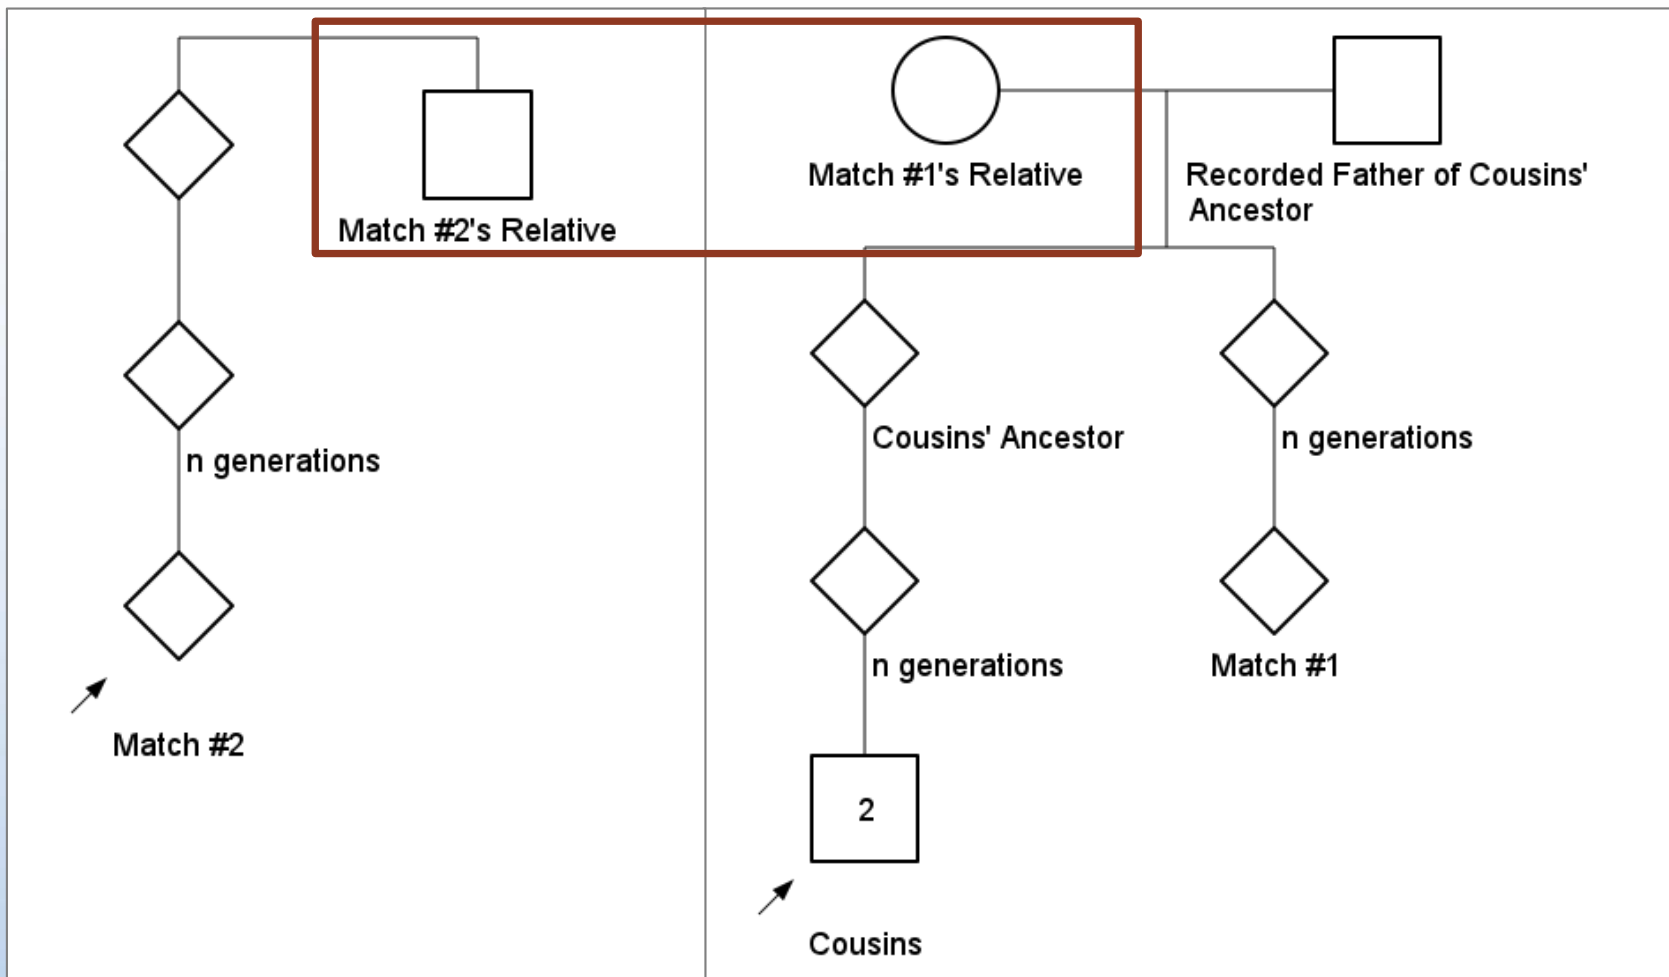 Match #2's Relative
Match #1's Relative
Recorded Father of Cousins'
Ancestor
n generations
Cousins' Ancestor
n generations
Match #2
n generations
Match #1
2
Cousins